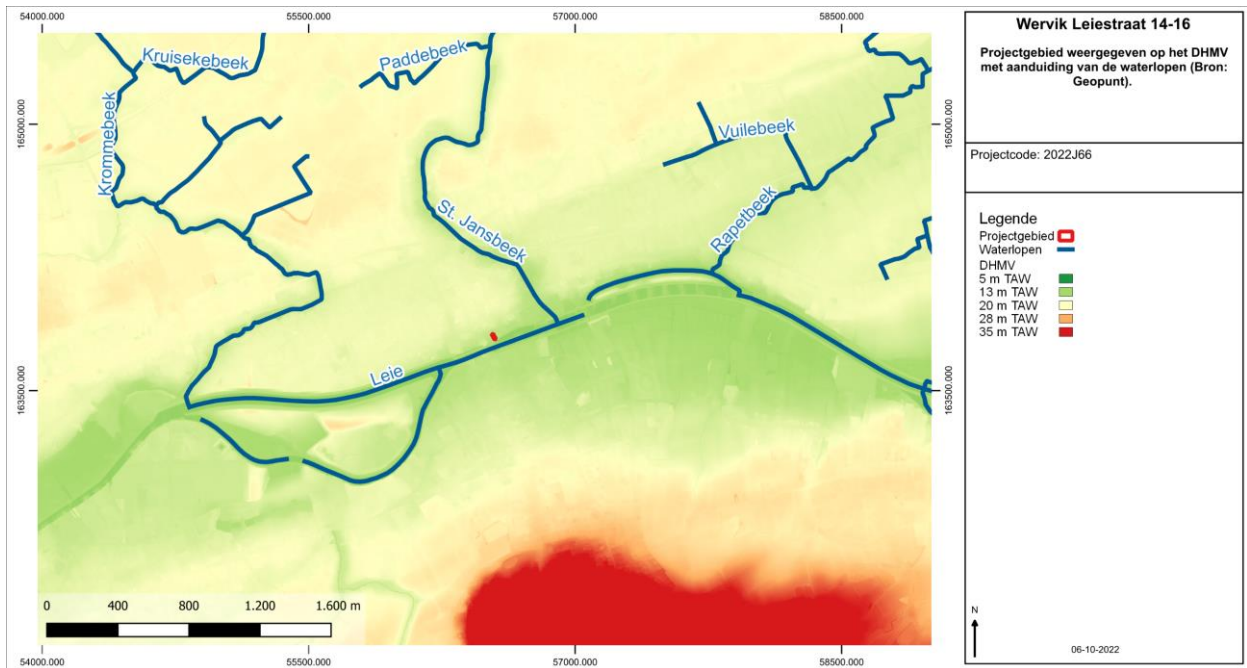 54000.000
55500.000
57000.000
58500.000
Wervik Leiestraat 14-16
Projectgebied weergegeven op het DHMV
met aanduiding van de waterlopen (Bron:
Geopunt).
Projectcode: 2022J66
Legende
Projectgebied
Waterlopen
DHMV
5 m TAW
13 m TAW
20 m TAW
28 m TAW
35 m TAW
N
06-10-2022
165000.000
165000.000
163500.000
163500.000
Kruisekebeek
Paddebeek
Krommebeek
Vuilebeek
St. Jansbeek
Rapetbeek
Leie
0
400
800
1.200
1.600 m
54000.000
55500.000
57000.000
58500.000